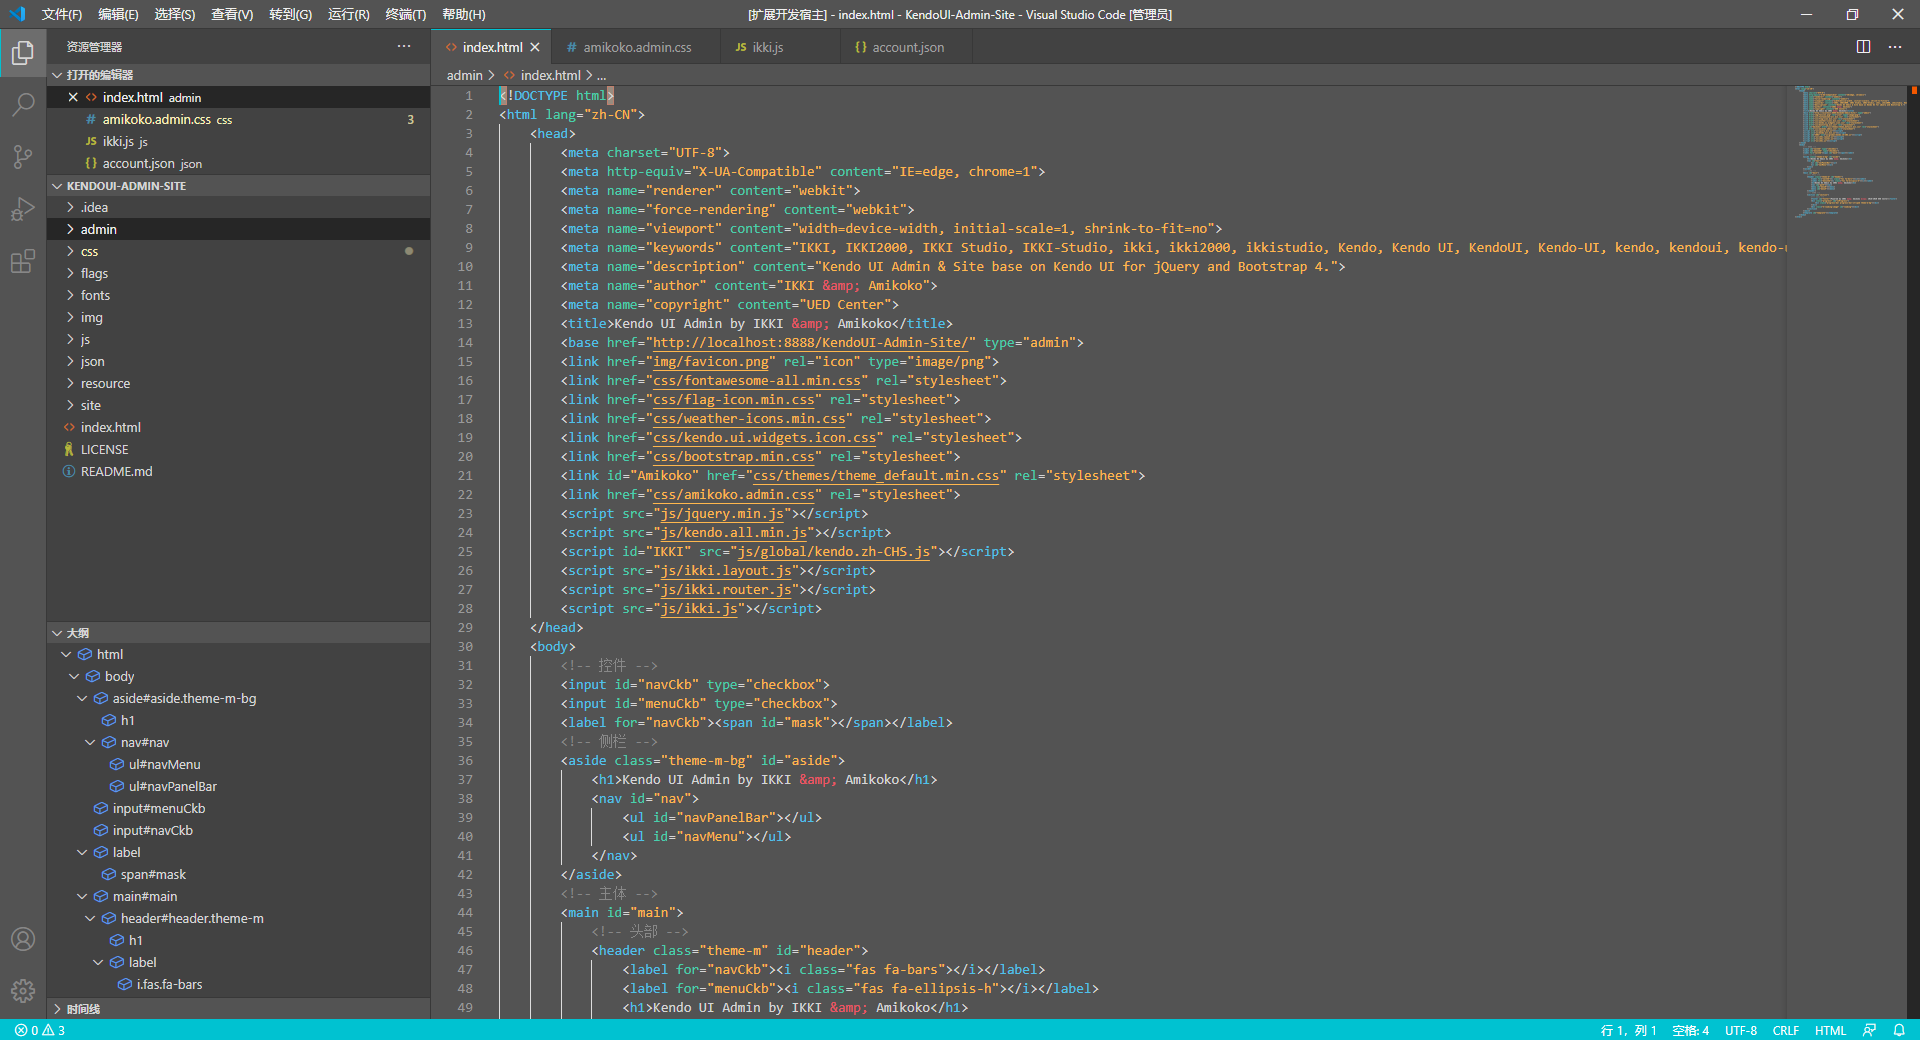 文件(F) 编辑(E) 选择(S) 查看(V) 转到(G) 运行(R) 终端(T) 帮助(H) [扩展开发宿主] - index.html - KendoUI-Admin-Site - Visual Studio Code [管理员]
资源管理器
打开的编辑器
index.html admin
# amikoko.admin.css css 3
JS ikki.js js
{} account.json json
KENDOUI-ADMIN-SITE
.idea
admin
css
flags
fonts
img
js
json
resource
site
index.html
LICENSE
README.md
大纲
html
body
aside#aside.theme-m-bg
h1
nav#nav
ul#navMenu
ul#navPanelBar
input#menuCkb
input#navCkb
label
span#mask
main#main
header#header.theme-m
h1
label
i.fas.fa-bars
时间线
index.html # amikoko.admin.css JS ikki.js {} account.json
admin > index.html > ...
1 <!DOCTYPE html>
2 <html lang="zh-CN">
3 <head>
4 <meta charset="UTF-8">
5 <meta http-equiv="X-UA-Compatible" content="IE=edge, chrome=1">
6 <meta name="renderer" content="webkit">
7 <meta name="force-rendering" content="webkit">
8 <meta name="viewport" content="width=device-width, initial-scale=1, shrink-to-fit=no">
9 <meta name="keywords" content="IKKI, IKKI2000, IKKI Studio, IKKI-Studio, ikki, ikki2000, ikkistudio, Kendo, Kendo UI, KendoUI, Kendo-UI, kendo, kendoui, kendo-
10 <meta name="description" content="Kendo UI Admin & Site base on Kendo UI for jQuery and Bootstrap 4.">
11 <meta name="author" content="IKKI &amp; Amikoko">
12 <meta name="copyright" content="UED Center">
13 <title>Kendo UI Admin by IKKI &amp; Amikoko</title>
14 <base href="http://localhost:8888/KendoUI-Admin-Site/" type="admin">
15 <link href="img/favicon.png" rel="icon" type="image/png">
16 <link href="css/fontawesome-all.min.css" rel="stylesheet">
17 <link href="css/flag-icon.min.css" rel="stylesheet">
18 <link href="css/weather-icons.min.css" rel="stylesheet">
19 <link href="css/kendo.ui.widgets.icon.css" rel="stylesheet">
20 <link href="css/bootstrap.min.css" rel="stylesheet">
21 <link id="Amikoko" href="css/themes/theme_default.min.css" rel="stylesheet">
22 <link href="css/amikoko.admin.css" rel="stylesheet">
23 <script src="js/jquery.min.js"></script>
24 <script src="js/kendo.all.min.js"></script>
25 <script id="IKKI" src="js/global/kendo.zh-CHS.js"></script>
26 <script src="js/ikki.layout.js"></script>
27 <script src="js/ikki.router.js"></script>
28 <script src="js/ikki.js"></script>
29 </head>
30 <body>
31 <!-- 控件 -->
32 <input id="navCkb" type="checkbox">
33 <input id="menuCkb" type="checkbox">
34 <label for="navCkb"><span id="mask"></span></label>
35 <!-- 侧栏 -->
36 <aside class="theme-m-bg" id="aside">
37 <h1>Kendo UI Admin by IKKI &amp; Amikoko</h1>
38 <nav id="nav">
39 <ul id="navPanelBar"></ul>
40 <ul id="navMenu"></ul>
41 </nav>
42 </aside>
43 <!-- 主体 -->
44 <main id="main">
45 <!-- 头部 -->
46 <header class="theme-m" id="header">
47 <label for="navCkb"><i class="fas fa-bars"></i></label>
48 <label for="menuCkb"><i class="fas fa-ellipsis-h"></i></label>
49 <h1>Kendo UI Admin by IKKI &amp; Amikoko</h1>
0 3 行 1，列 1 空格: 4 UTF-8 CRLF HTML